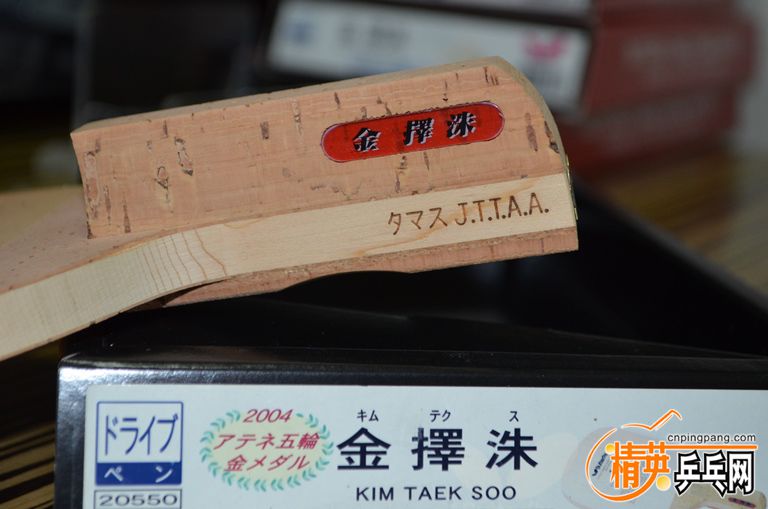 金擇洙
タマス J.T.T.A.A.
ドライブ
ペン
20550
2004
アテネ五輪
金メダル
キム テク ス
金擇洙
KIM TAEK SOO
cnpingpang.com
精英乒乓网